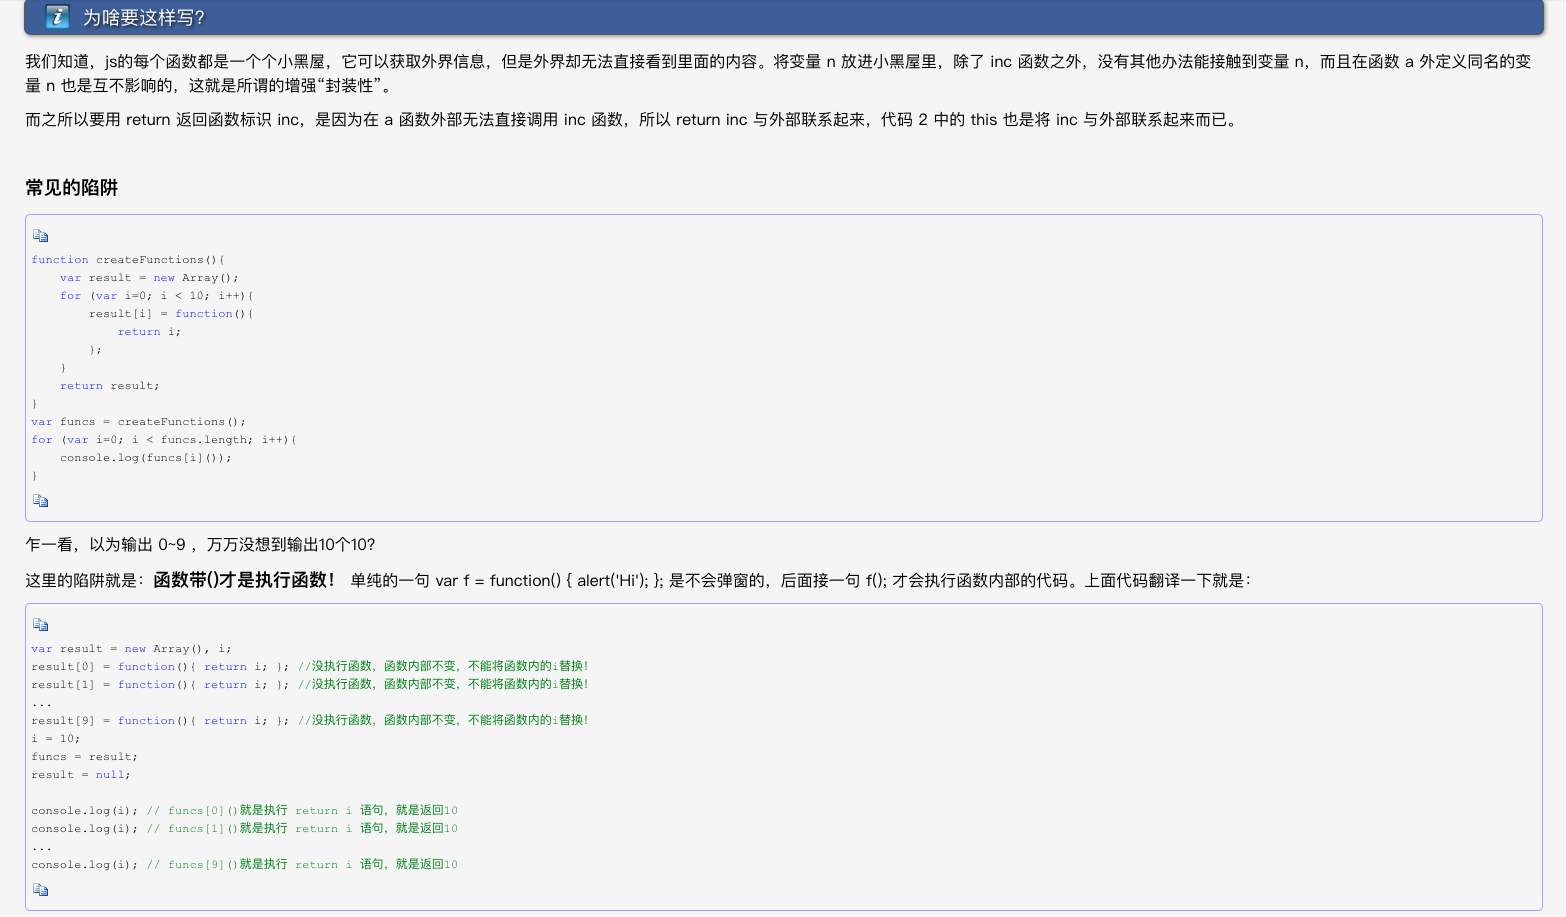 为啥要这样写?
我们知道，js的每个函数都是一个个小黑屋，它可以获取外界信息，但是外界却无法直接看到里面的内容。将变量 n 放进小黑屋里，除了 inc 函数之外，没有其他办法能接触到变量 n，而且在函数 a 外定义同名的变
量 n 也是互不影响的，这就是所谓的增强“封装性”。
而之所以要用 return 返回函数标识 inc，是因为在 a 函数外部无法直接调用 inc 函数，所以 return inc 与外部联系起来，代码 2 中的 this 也是将 inc 与外部联系起来而已。
常见的陷阱
function createFunctions(){
    var result = new Array();
    for (var i=0; i < 10; i++){
        result[i] = function(){
            return i;
        };
    }
    return result;
}
var funcs = createFunctions();
for (var i=0; i < funcs.length; i++){
    console.log(funcs[i]());
}
乍一看，以为输出 0~9 ，万万没想到输出10个10?
这里的陷阱就是：函数带()才是执行函数！ 单纯的一句 var f = function() { alert('Hi'); }; 是不会弹窗的，后面接一句 f(); 才会执行函数内部的代码。上面代码翻译一下就是：
var result = new Array(), i;
result[0] = function(){ return i; }; //没执行函数，函数内部不变，不能将函数内的i替换!
result[1] = function(){ return i; }; //没执行函数，函数内部不变，不能将函数内的i替换!
...
result[9] = function(){ return i; }; //没执行函数，函数内部不变，不能将函数内的i替换!
i = 10;
funcs = result;
result = null;
console.log(i); // funcs[0]()就是执行 return i 语句，就是返回10
console.log(i); // funcs[1]()就是执行 return i 语句，就是返回10
...
console.log(i); // funcs[9]()就是执行 return i 语句，就是返回10